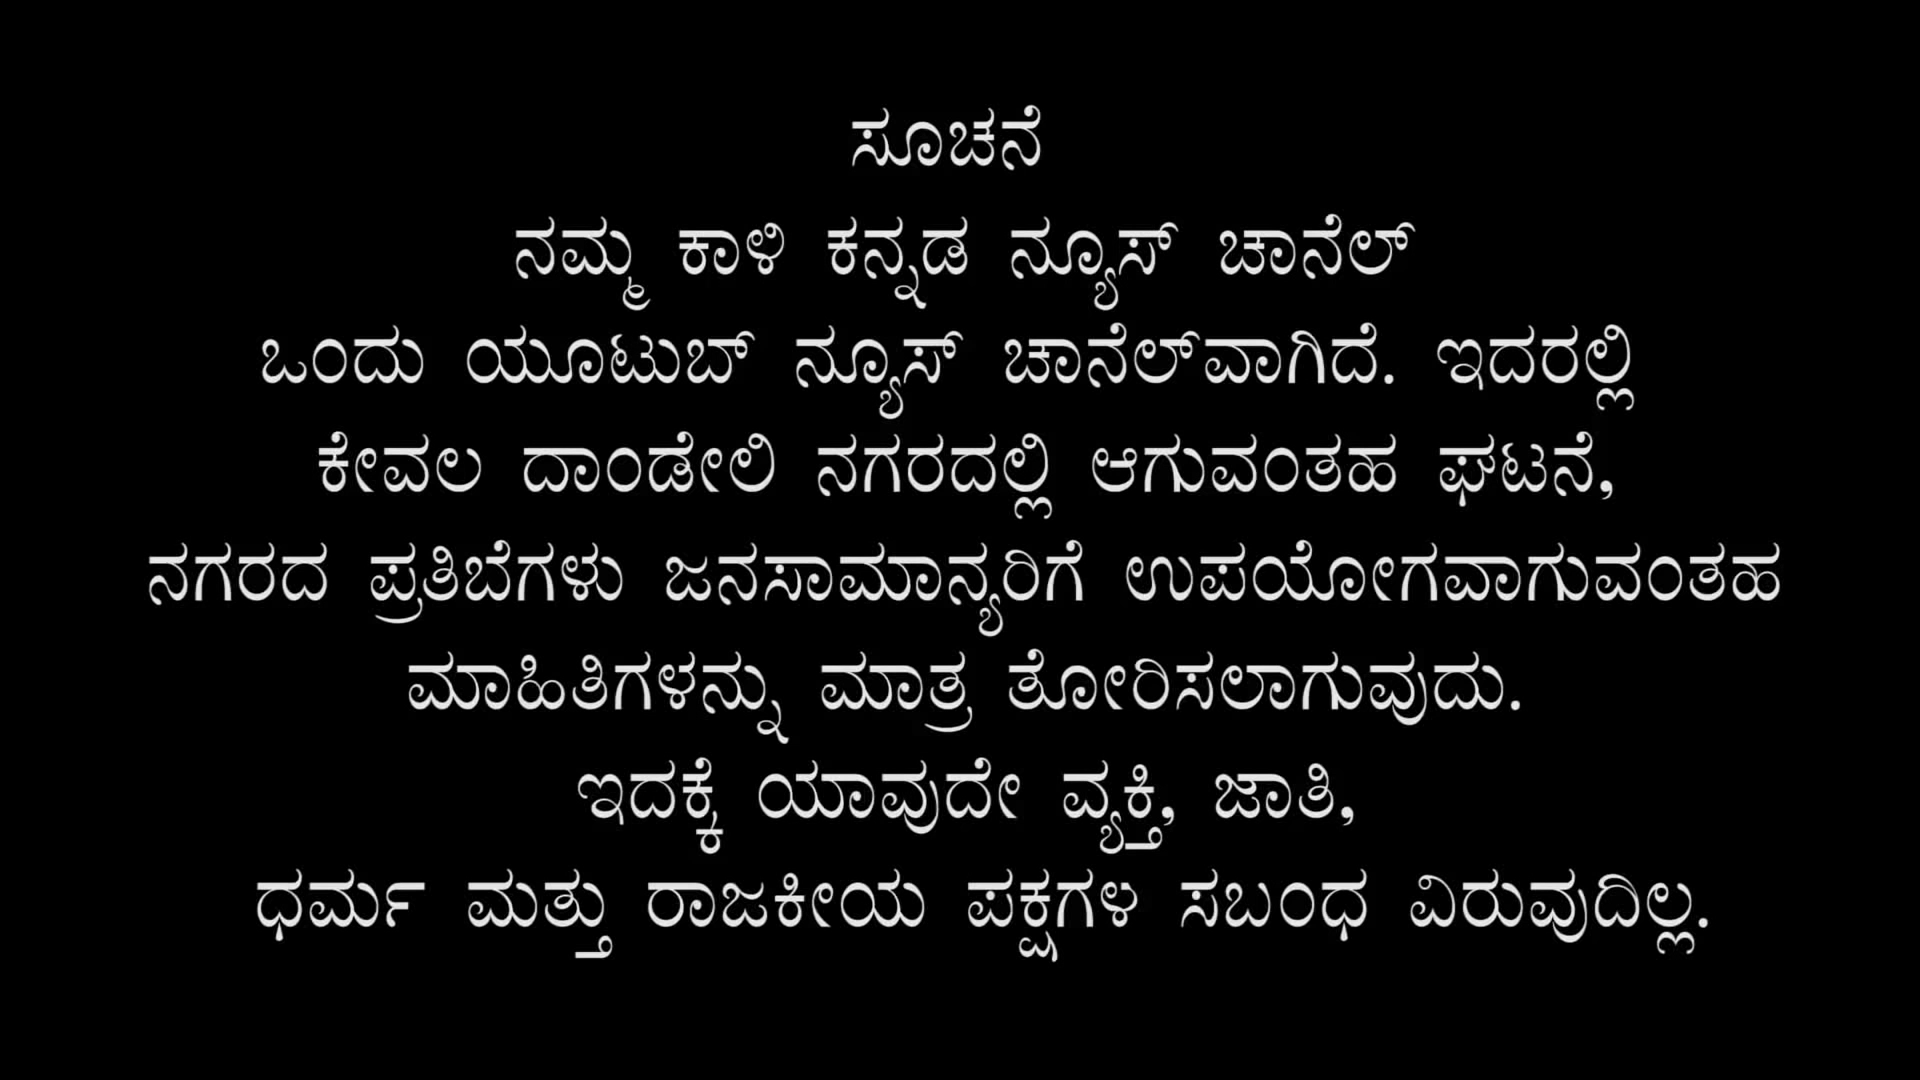 ಸೂಚನೆ
ನಮ್ಮ ಕಾಳಿ ಕನ್ನಡ ನ್ಯೂಸ್ ಚಾನೆಲ್
ಒಂದು ಯೂಟುಬ್ ನ್ಯೂಸ್ ಚಾನೆಲ್‌ವಾಗಿದೆ. ಇದರಲ್ಲಿ
ಕೇವಲ ದಾಂಡೇಲಿ ನಗರದಲ್ಲಿ ಆಗುವಂತಹ ಘಟನೆ,
ನಗರದ ಪ್ರತಿಬೆಗಳು ಜನಸಾಮಾನ್ಯರಿಗೆ ಉಪಯೋಗವಾಗುವಂತಹ
ಮಾಹಿತಿಗಳನ್ನು ಮಾತ್ರ ತೋರಿಸಲಾಗುವುದು.
ಇದಕ್ಕೆ ಯಾವುದೇ ವ್ಯಕ್ತಿ, ಜಾತಿ,
ಧರ್ಮ ಮತ್ತು ರಾಜಕೀಯ ಪಕ್ಷಗಳ ಸಬಂಧ ವಿರುವುದಿಲ್ಲ.